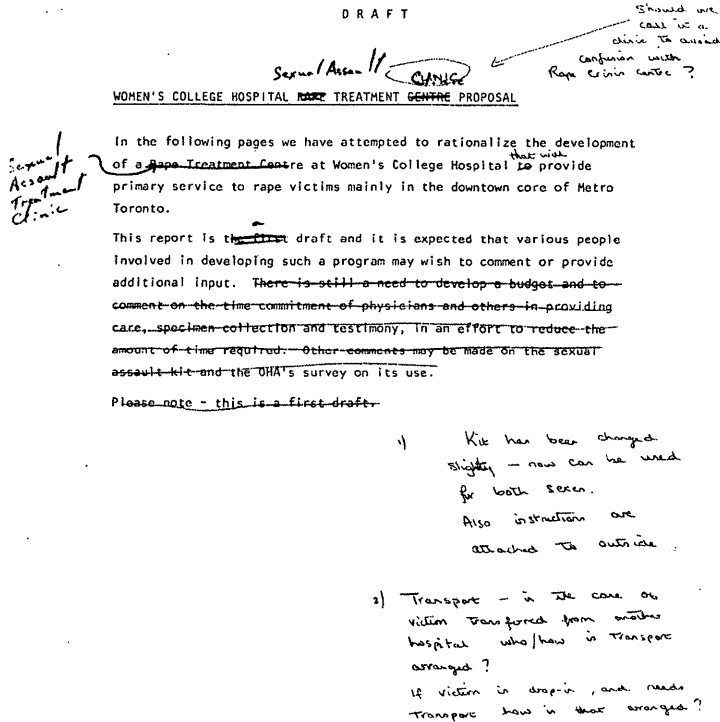 DRAFT
Should we
call it a
clinic to avoid
confusion with
Rape Crisis Centre ?
Sexual Assault CLINIC
WOMEN'S COLLEGE HOSPITAL RAPE TREATMENT CENTRE PROPOSAL
In the following pages we have attempted to rationalize the development
that will
of a Rape Treatment Centre at Women's College Hospital to provide
primary service to rape victims mainly in the downtown core of Metro
Toronto.
Sexual
Assault
Treatment
Clinic
a
This report is the first draft and it is expected that various people
involved in developing such a program may wish to comment or provide
additional input. There is still a need to develop a budget and to
comment on the time commitment of physicians and others in providing
care, specimen collection and testimony, in an effort to reduce the
amount of time required. Other comments may be made on the sexual
assault kit and the OHA's survey on its use.
Please note - this is a first draft.
1) Kit has been changed
slightly – now can be used
for both sexes.
Also instructions are
attached to outside.
2) Transport – in the case of
victim transferred from another
hospital who/how is transport
arranged ?
If victim is drop-in, and needs
transport how is that arranged ?